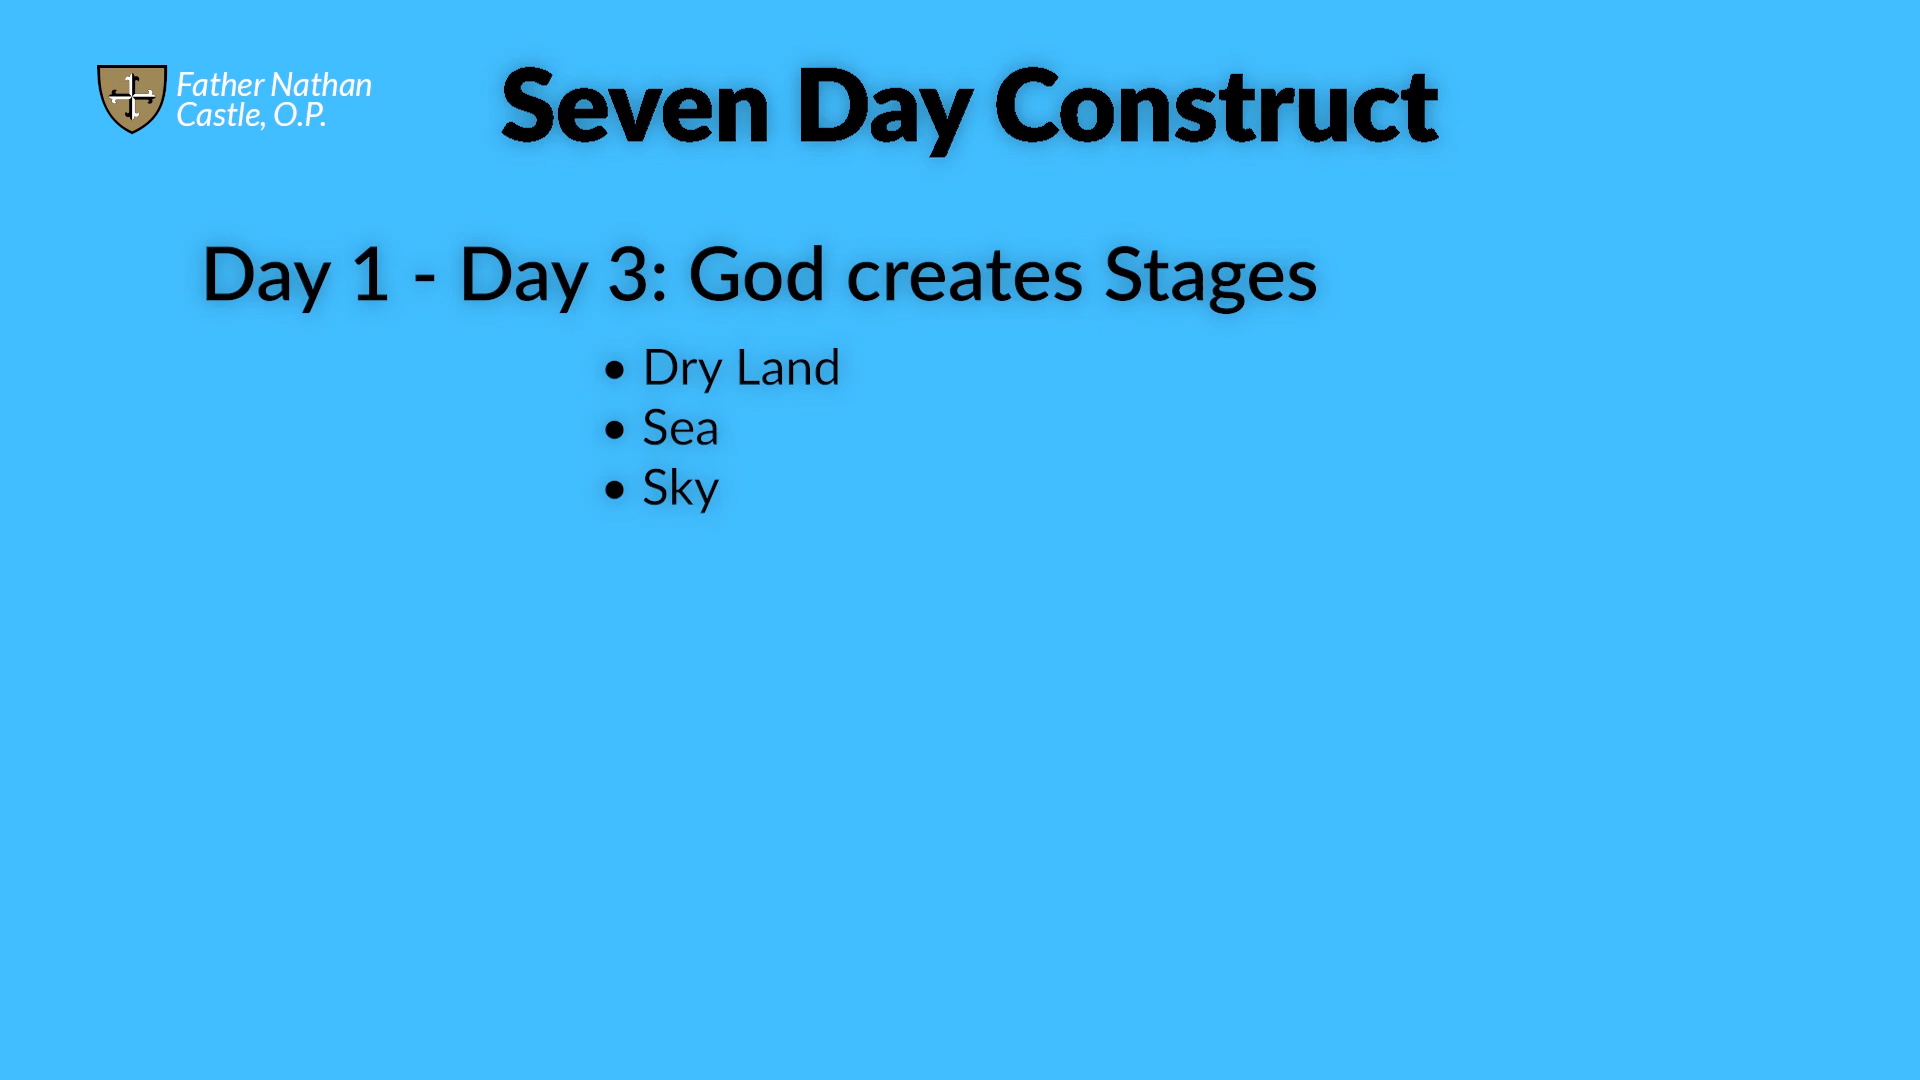 Father Nathan
Castle, O.P.
Seven Day Construct
Day 1 - Day 3: God creates Stages
• Dry Land
• Sea
• Sky